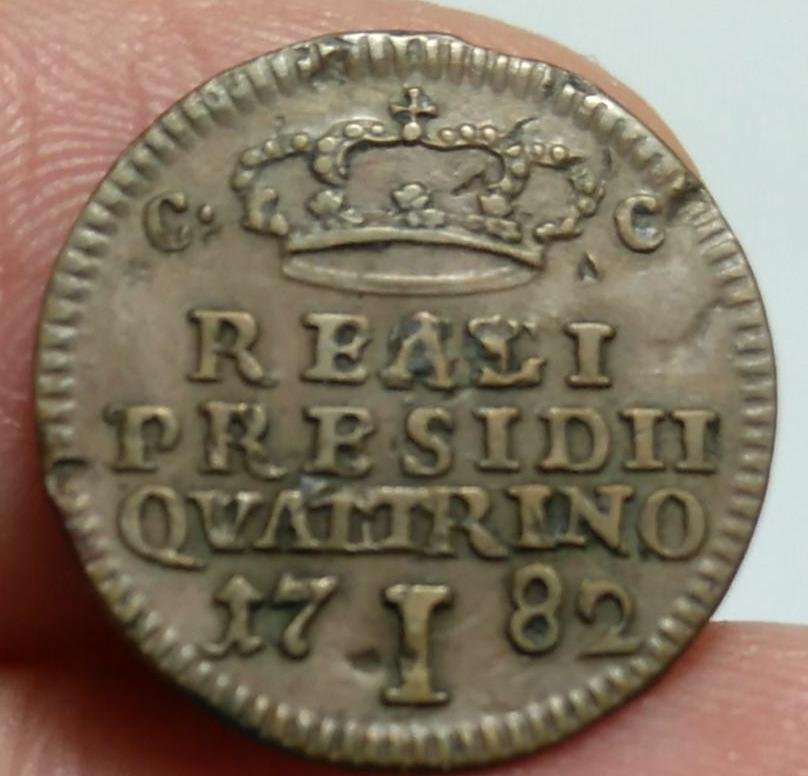 C: C
REALI
PRESIDII
QVATTRINO
17 I 82